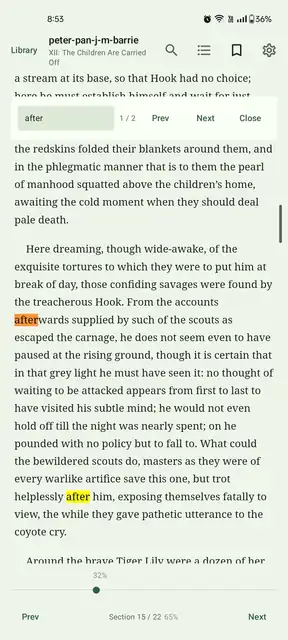 8:53
36%
peter-pan-j-m-barrie
Library
XII: The Children Are Carried
Off
a stream at its base, so that Hook had no choice;
here he must establish himself and wait for just
after
1 / 2
Prev
Next
Close
the redskins folded their blankets around them, and
in the phlegmatic manner that is to them the pearl
of manhood squatted above the children’s home,
awaiting the cold moment when they should deal
pale death.
Here dreaming, though wide-awake, of the
exquisite tortures to which they were to put him at
break of day, those confiding savages were found by
the treacherous Hook. From the accounts
afterwards supplied by such of the scouts as
escaped the carnage, he does not seem even to have
paused at the rising ground, though it is certain that
in that grey light he must have seen it: no thought of
waiting to be attacked appears from first to last to
have visited his subtle mind; he would not even
hold off till the night was nearly spent; on he
pounded with no policy but to fall to. What could
the bewildered scouts do, masters as they were of
every warlike artifice save this one, but trot
helplessly after him, exposing themselves fatally to
view, the while they gave pathetic utterance to the
coyote cry.
Around the brave Tiger Lily were a dozen of her
32%
Prev
Section 15 / 22 65%
Next